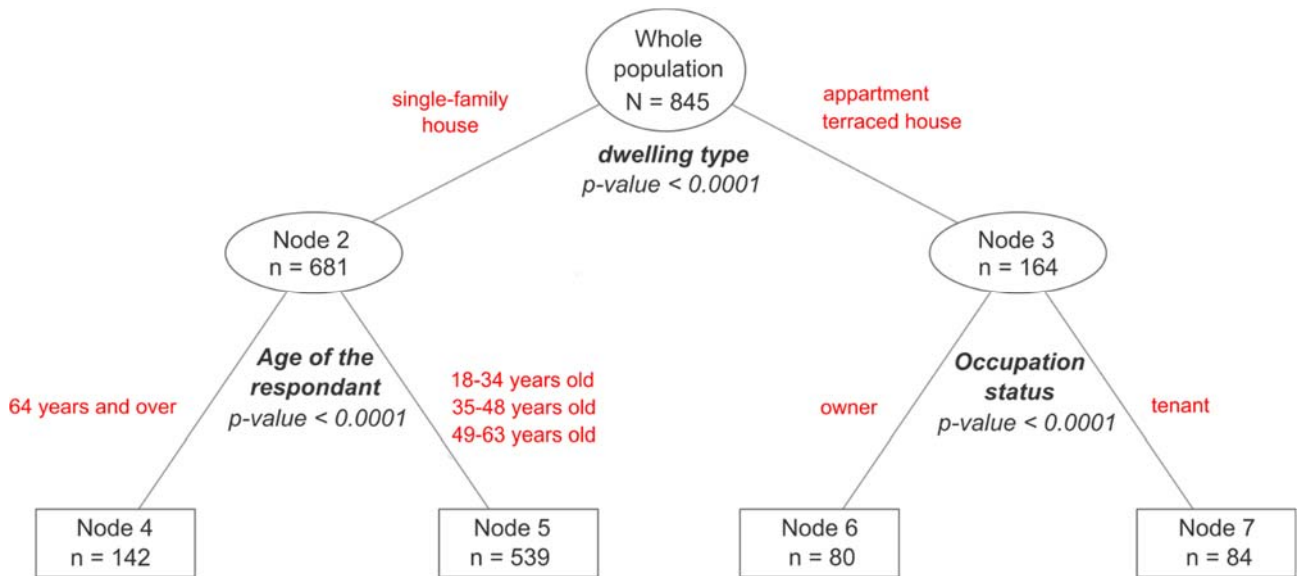 Whole
population
N = 845
single-family
house
appartment
terraced house
dwelling type
p-value < 0.0001
Node 2
n = 681
Node 3
n = 164
Age of the
respondant
p-value < 0.0001
64 years and over
18-34 years old
35-48 years old
49-63 years old
Occupation
status
p-value < 0.0001
owner
tenant
Node 4
n = 142
Node 5
n = 539
Node 6
n = 80
Node 7
n = 84